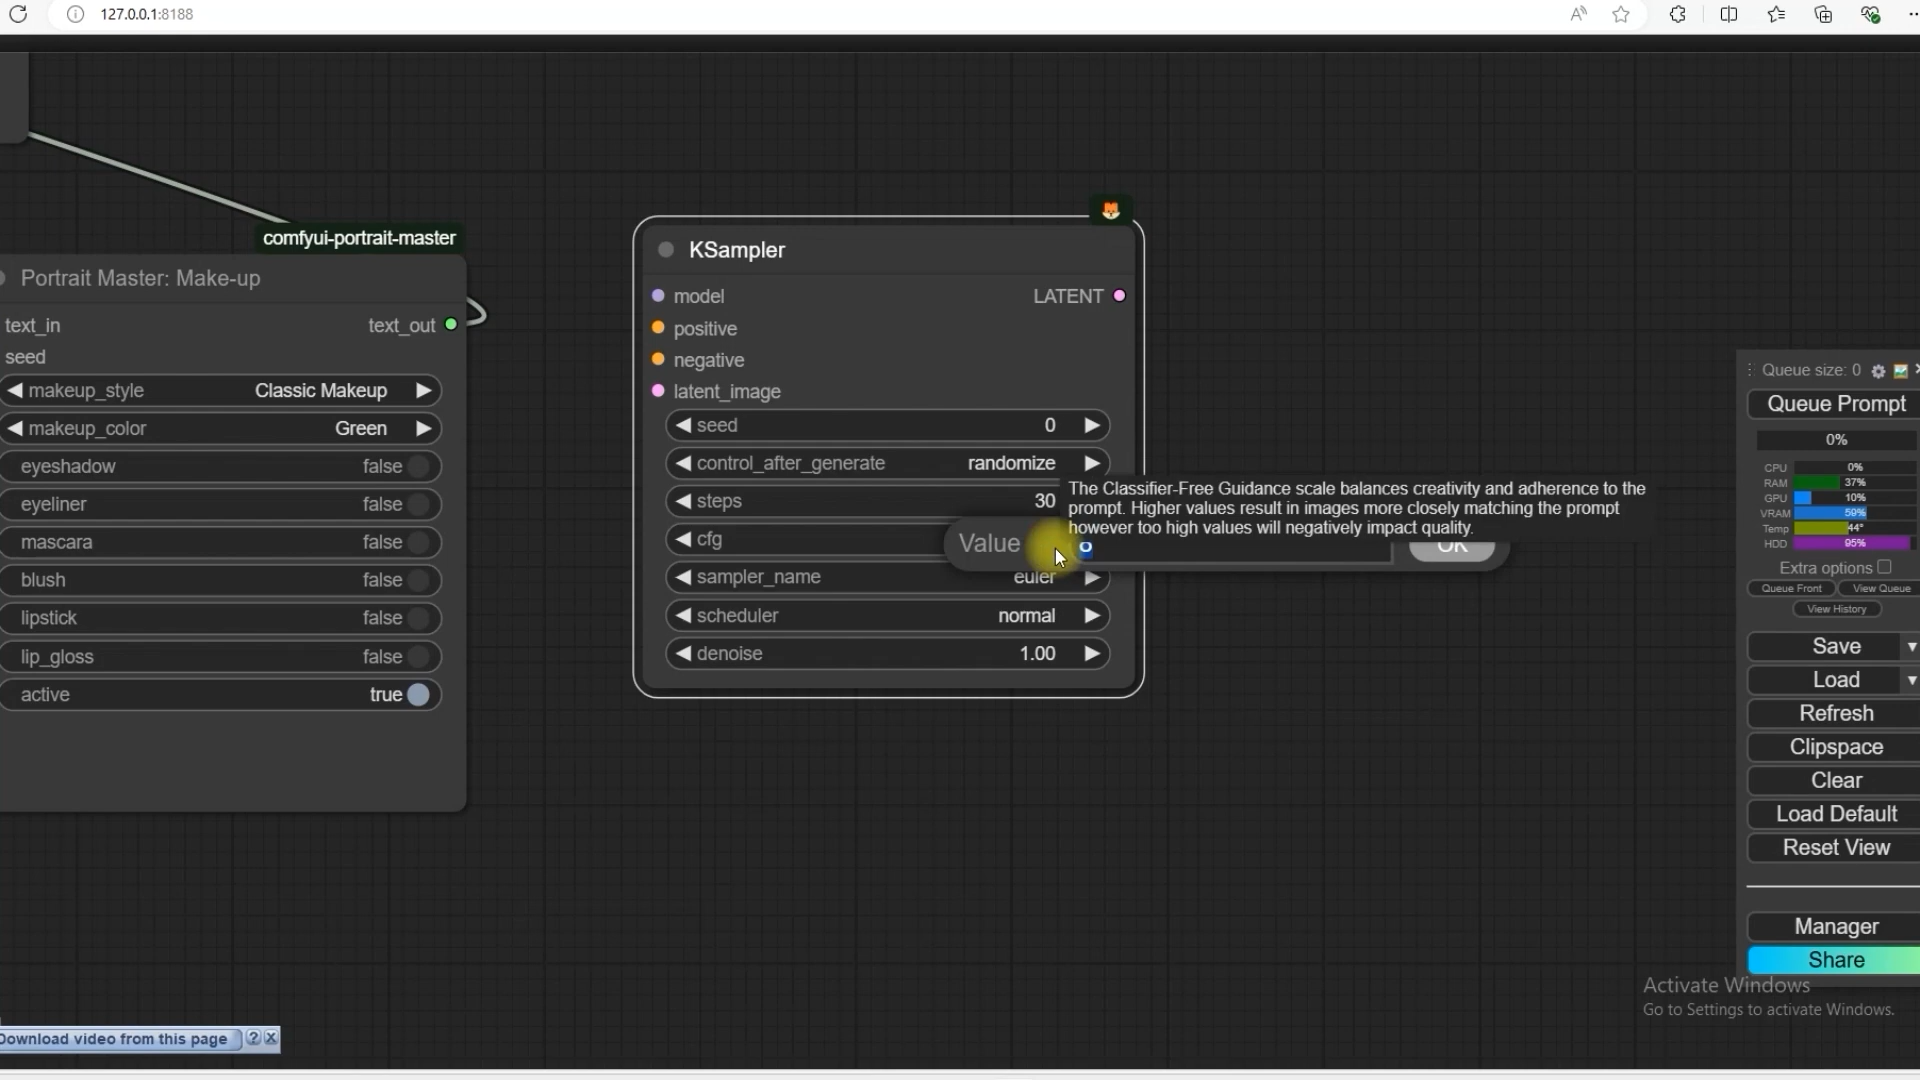 127.0.0.1:8188
comfyui-portrait-master
Portrait Master: Make-up
text_in
text_out
seed
makeup_style
Classic Makeup
makeup_color
Green
eyeshadow
false
eyeliner
false
mascara
false
blush
false
lipstick
false
lip_gloss
false
active
true
KSampler
model
LATENT
positive
negative
latent_image
seed
0
control_after_generate
randomize
steps
30
The Classifier-Free Guidance scale balances creativity and adherence to the
prompt. Higher values result in images more closely matching the prompt
however too high values will negatively impact quality.
cfg
Value
8
OK
sampler_name
euler
scheduler
normal
denoise
1.00
Queue size: 0
Queue Prompt
0%
CPU
0%
RAM
37%
GPU
10%
VRAM
59%
Temp
44°
HDD
95%
Extra options
Queue Front
View Queue
View History
Save
Load
Refresh
Clipspace
Clear
Load Default
Reset View
Manager
Share
Activate Windows
Go to Settings to activate Windows.
Download video from this page
?
X